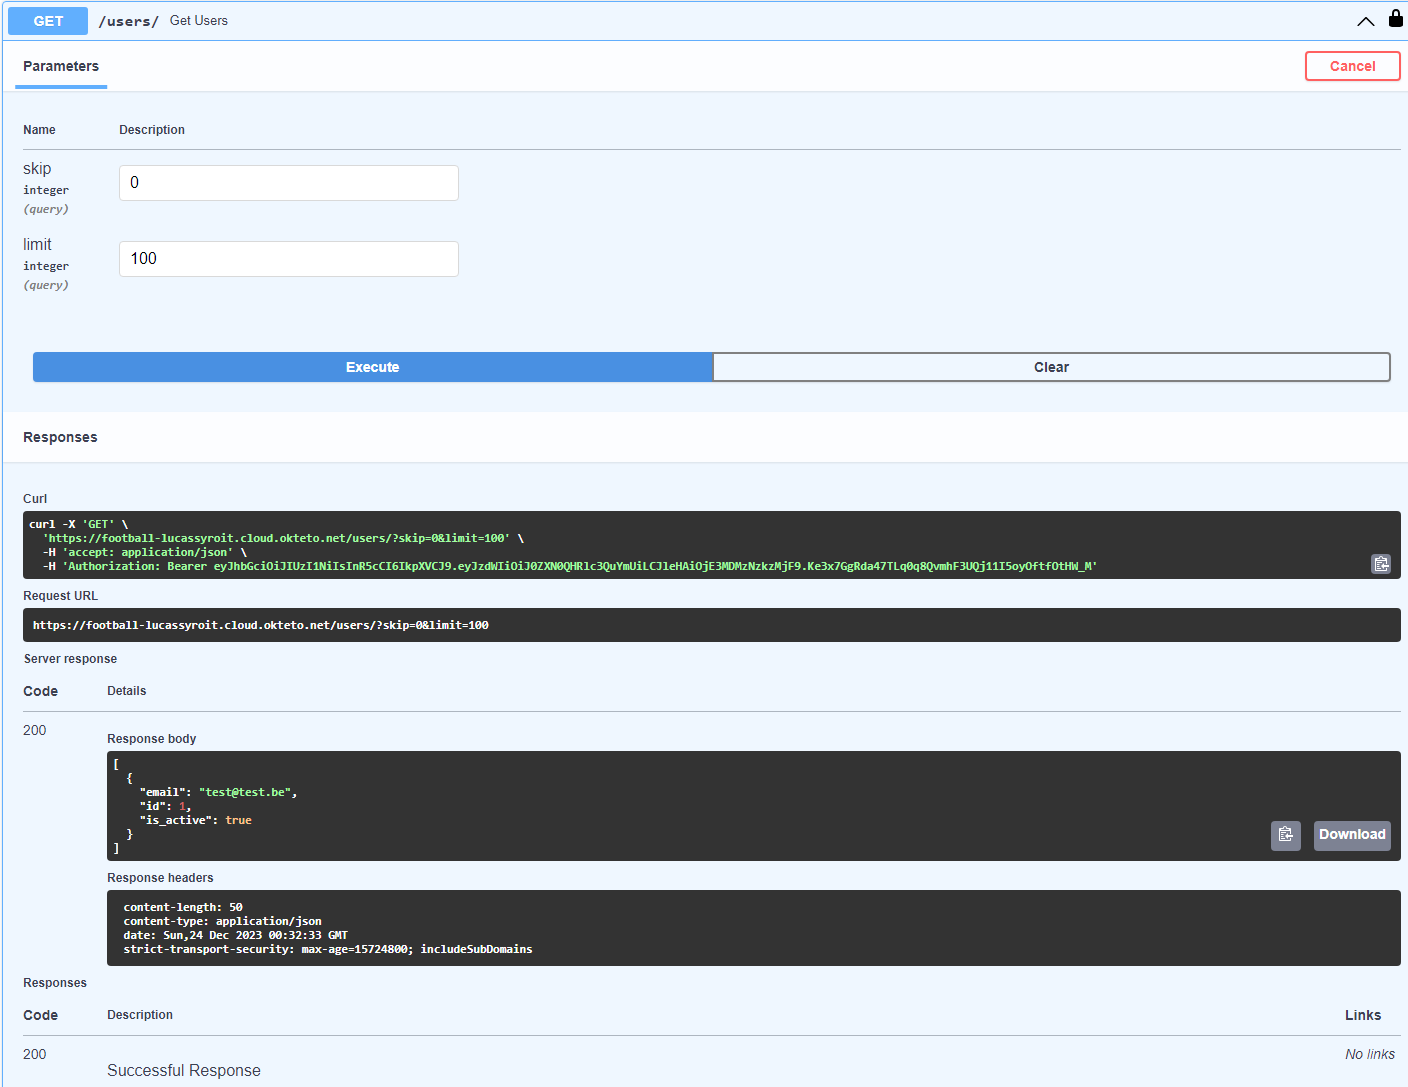 GET /users/ Get Users
Parameters
Cancel
Name Description
skip
integer
(query)
0
limit
integer
(query)
100
Execute
Clear
Responses
Curl
curl -X 'GET' \
'https://football-lucassyroit.cloud.okteto.net/users/?skip=0&limit=100' \
-H 'accept: application/json' \
-H 'Authorization: Bearer eyJhbGciOiJIUzI1NiIsInR5cCI6IkpXVCJ9.eyJzdWIiOiJ0ZXN0QHRlc3QuYmUiLCJleHAiOjE3MDMzNzkzMjF9.Ke3x7GgRda47TLq0q8QvmhF3UQj11I5oyOftfOtHW_M'
Request URL
https://football-lucassyroit.cloud.okteto.net/users/?skip=0&limit=100
Server response
Code Details
200
Response body
[
{
"email": "test@test.be",
"id": 1,
"is_active": true
}
]
Download
Response headers
content-length: 50
content-type: application/json
date: Sun,24 Dec 2023 00:32:33 GMT
strict-transport-security: max-age=15724800; includeSubDomains
Responses
Code Description Links
200 No links
Successful Response